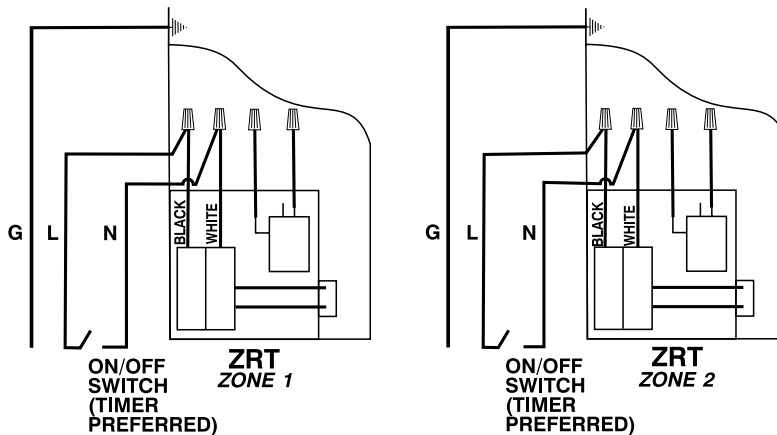 G L N
BLACK
WHITE
ZRT
ZONE 1
ON/OFF
SWITCH
(TIMER
PREFERRED)
G L N
BLACK
WHITE
ZRT
ZONE 2
ON/OFF
SWITCH
(TIMER
PREFERRED)